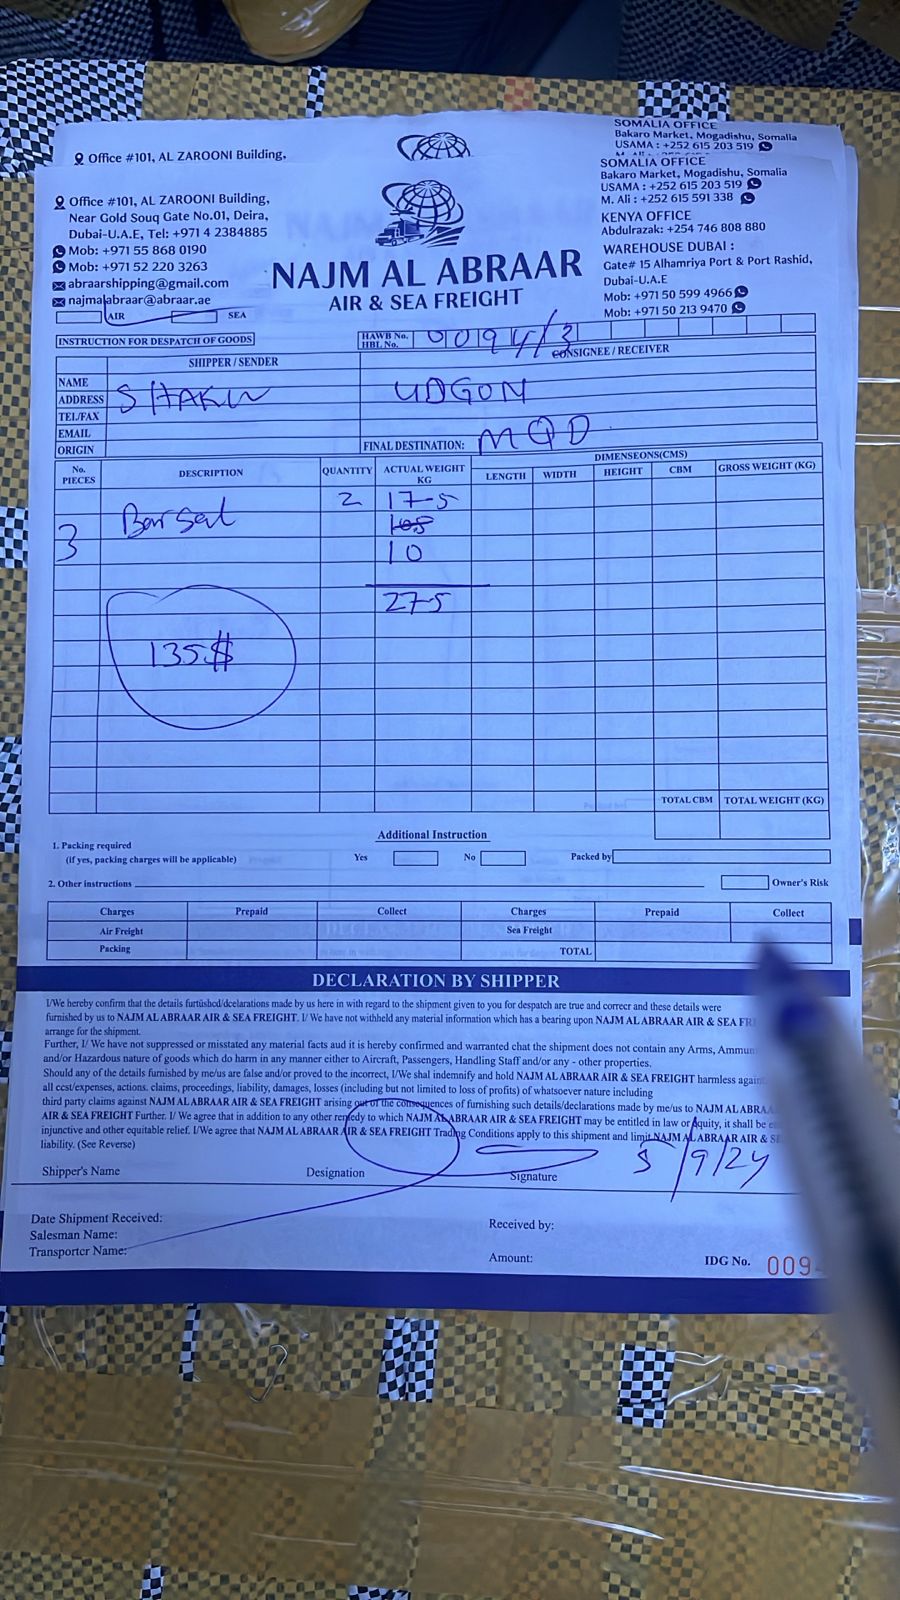 Office #101, AL ZAROONI Building,
SOMALIA OFFICE
Bakaro Market, Mogadishu, Somalia
USAMA : +252 615 203 519
Office #101, AL ZAROONI Building,
Near Gold Souq Gate No.01, Deira,
Dubai-U.A.E, Tel: +971 4 2384885
Mob: +971 55 868 0190
Mob: +971 52 220 3263
abraarshipping@gmail.com
najmalabraar@abraar.ae
NAJM AL ABRAAR
AIR & SEA FREIGHT
SOMALIA OFFICE
Bakaro Market, Mogadishu, Somalia
USAMA : +252 615 203 519
M. Ali : +252 615 591 338
KENYA OFFICE
Abdulrazak: +254 746 808 880
WAREHOUSE DUBAI :
Gate# 15 Alhamriya Port & Port Rashid,
Dubai-U.A.E
Mob: +971 50 599 4966
Mob: +971 50 213 9470
AIR SEA
INSTRUCTION FOR DESPATCH OF GOODS
HAWB No.
HBL No.
0094/3
SHIPPER / SENDER CONSIGNEE / RECEIVER
NAME
ADDRESS
TEL/FAX
EMAIL
ORIGIN
UDGON
FINAL DESTINATION: MQD
No. PIECES DESCRIPTION QUANTITY ACTUAL WEIGHT KG DIMENSEONS(CMS) LENGTH WIDTH HEIGHT CBM GROSS WEIGHT (KG)
2 17-5
3
10
27-5
135$
TOTAL CBM TOTAL WEIGHT (KG)
Additional Instruction
1. Packing required
(if yes, packing charges will be applicable) Yes No Packed by
2. Other instructions Owner's Risk
Charges Prepaid Collect Charges Prepaid Collect
Air Freight Sea Freight
Packing TOTAL
DECLARATION BY SHIPPER
I/We hereby confirm that the details furtüshcd/dcelarations made by us here in with regard to the shipment given to you for despatch are true and correcr and these details were
furnished by us to NAJM AL ABRAAR AIR & SEA FREIGHT. I/ We have not withheld any material information which has a bearing upon NAJM AL ABRAAR AIR & SEA
arrange for the shipment.
Further, I/ We have not suppressed or misstated any material facts aud it is hereby confirmed and warranted chat the shipment does not contain any Arms,
and/or Hazardous nature of goods which do harm in any manner either to Aircraft, Passengers, Handling Staff and/or any - other properties.
Should any of the details furnished by me/us are false and/or proved to the incorrect, I/We shal indemnify and hold NAJM AL ABRAAR AIR & SEA FREIGHT harmless
all ccst/expenses, actions. claims, proceedings, liability, damages, losses (including but not limited to loss of profits) of whatsoever nature including
third party claims against NAJM AL ABRAAR AIR & SEA FREIGHT arising out of the consequences of furnishing such details/declarations made by me/us to NAJM AL
AIR & SEA FREIGHT Further. I/ We agree that in addition to any other remedy to which NAJM AL ABRAAR AIR & SEA FREIGHT may be entitled in law or Aquity, it shall be
injunctive and other equitable relief. I/We agree that NAJM AL ABRAAR AIR & SEA FREIGHT Trading Conditions apply to this shipment and limit NAJM AL ABRAAR AIR &
liability. (See Reverse)
5/9/24
Shipper's Name Designation Signature
Date Shipment Received:
Salesman Name:
Transportcr Name:
Received by:
Amount:
IDG No. 009